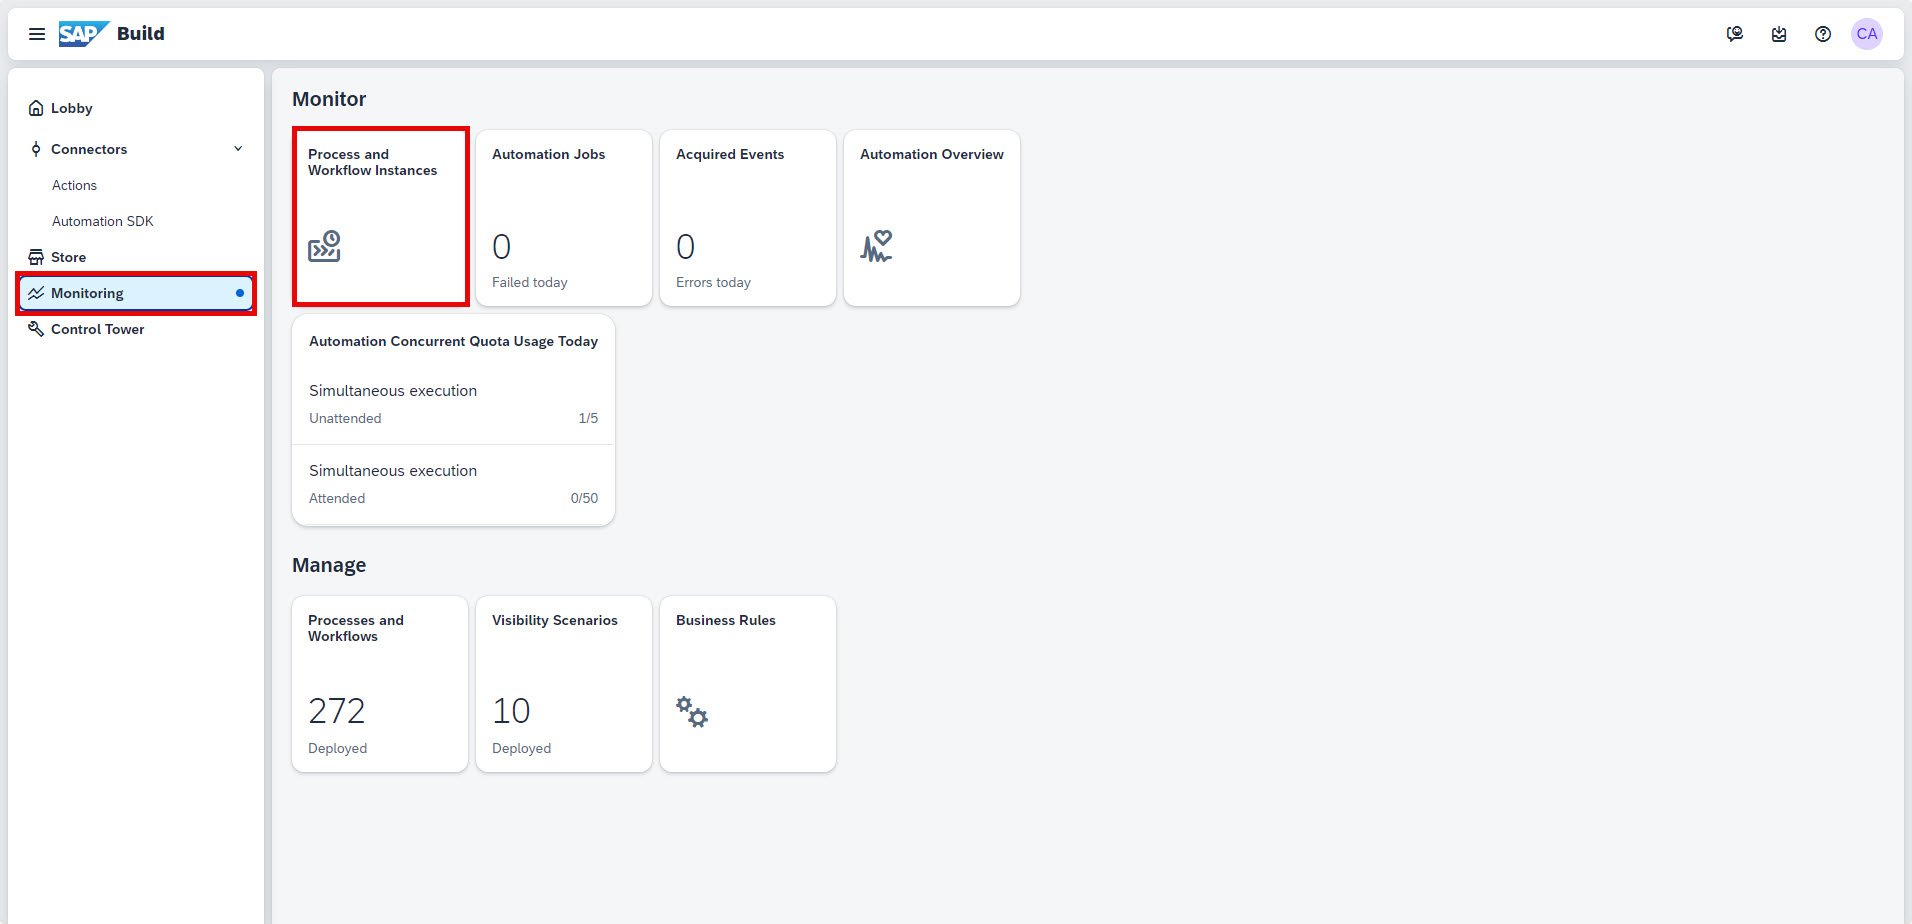 SAP Build
CA
Lobby
Connectors
Actions
Automation SDK
Store
Monitoring
Control Tower
Monitor
Process and
Workflow Instances
Automation Jobs
0
Failed today
Acquired Events
0
Errors today
Automation Overview
Automation Concurrent Quota Usage Today
Simultaneous execution
Unattended 1/5
Simultaneous execution
Attended 0/50
Manage
Processes and
Workflows
272
Deployed
Visibility Scenarios
10
Deployed
Business Rules